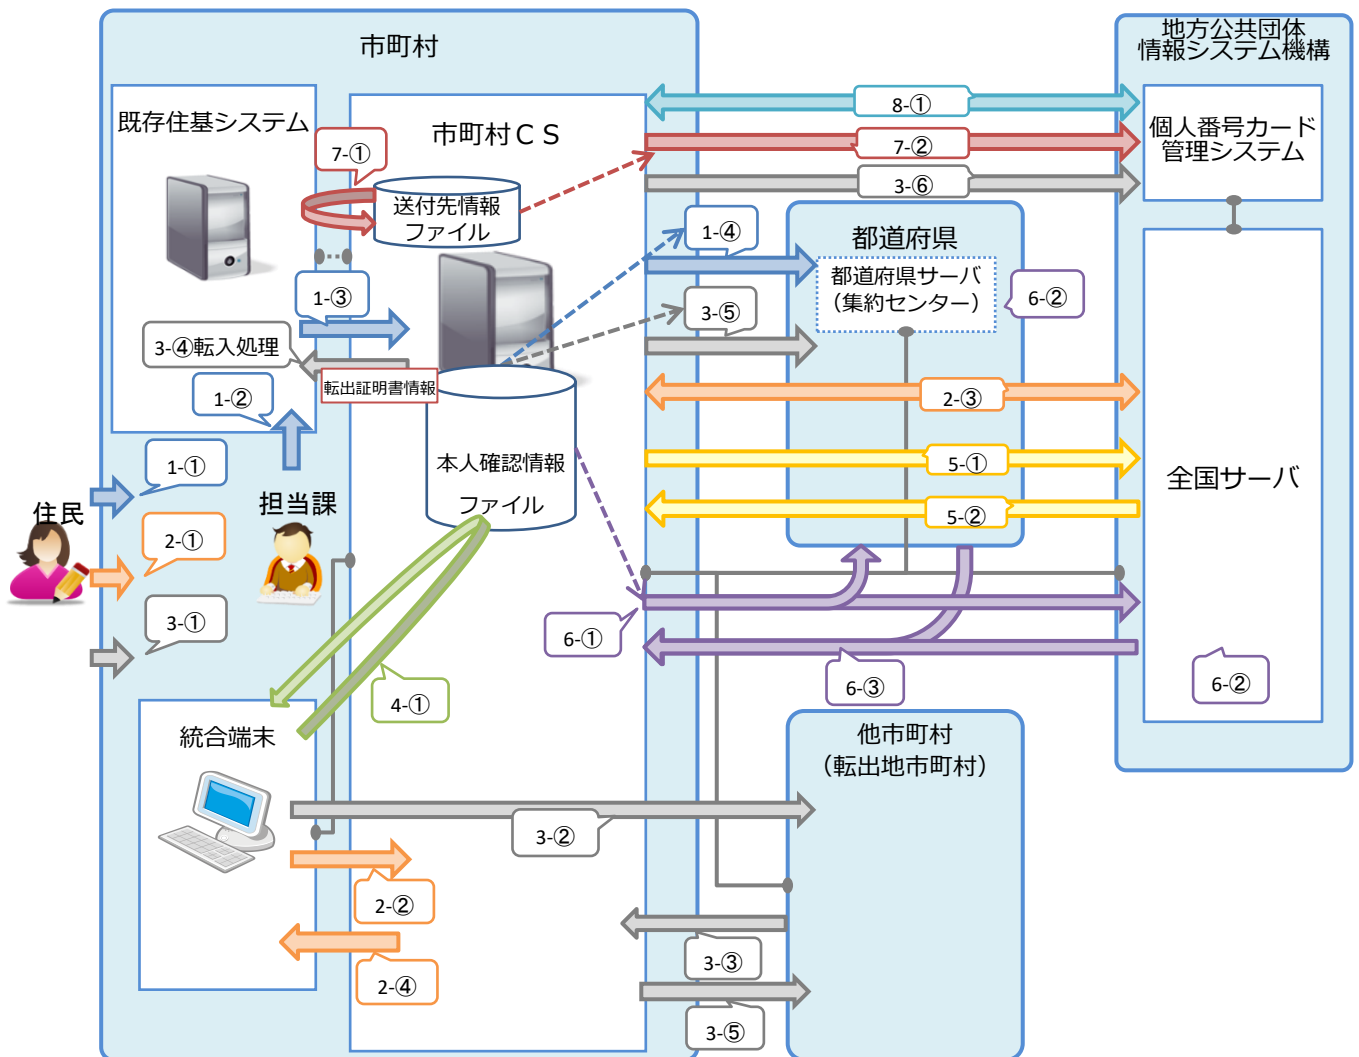 市町村
地方公共団体
情報システム機構
既存住基システム
市町村ＣＳ
7-①
送付先情報
ファイル
8-①
7-②
3-⑥
個人番号カード
管理システム
1-④
都道府県
都道府県サーバ
（集約センター）
6-②
1-③
3-⑤
3-④転入処理
転出証明書情報
1-②
2-③
1-①
本人確認情報
ファイル
5-①
全国サーバ
5-②
住民
担当課
2-①
3-①
6-①
6-③
6-②
4-①
統合端末
他市町村
（転出地市町村）
3-②
2-②
3-③
2-④
3-⑤